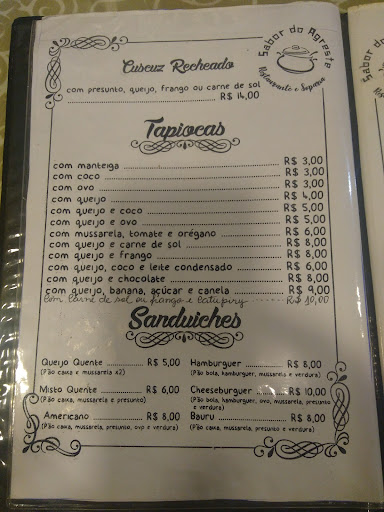 Sabor do Agreste
Restaurante e Sopara
Cuscuz Recheado
com presunto, queijo, frango ou carne de sol
R$ 14,00
Tapiocas
com manteiga R$ 3,00
com coco R$ 3,00
com ovo R$ 3,00
com queijo R$ 4,00
com queijo e coco R$ 5,00
com queijo e ovo R$ 5,00
com mussarela, tomate e orégano R$ 6,00
com queijo e carne de sol R$ 8,00
com queijo e frango R$ 8,00
com queijo, coco e leite condensado R$ 6,00
com queijo e chocolate R$ 8,00
com queijo, banana, açúcar e canela R$ 9,00
com carne de sol ou frango e catupiry R$ 10,00
Sanduiches
Queijo Quente R$ 5,00
(Pão caixa e mussarela x2)
Misto Quente R$ 6,00
(Pão caixa, mussarela e presunto)
Americano R$ 8,00
(Pão caixa, mussarela, presunto, ovo e verdura)
Hamburguer R$ 8,00
(Pão bola, hamburguer, mussarela e verdura)
Cheeseburguer R$ 10,00
(Pão bola, hamburguer, ovo, mussarela, presunto
e verdura)
Bauru R$ 8,00
(Pão caixa, mussarela, presunto e verdura)